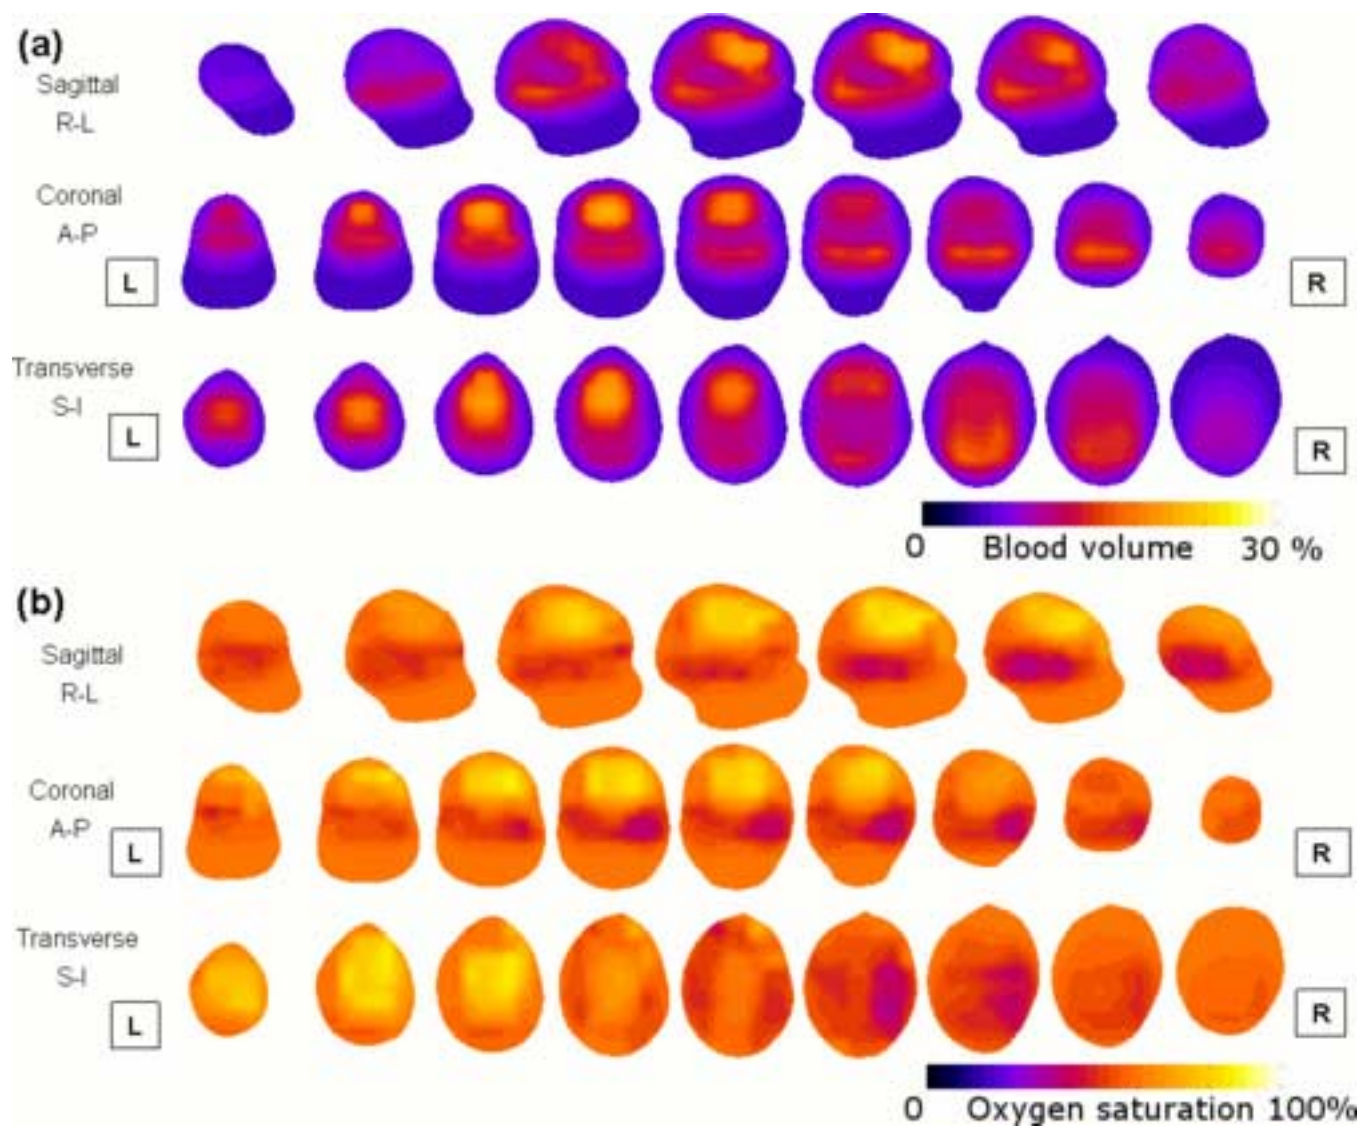 (a)
Sagittal
R-L
Coronal
A-P
L
R
Transverse
S-I
L
R
0 Blood volume 30 %
(b)
Sagittal
R-L
Coronal
A-P
L
R
Transverse
S-I
L
R
0 Oxygen saturation 100%